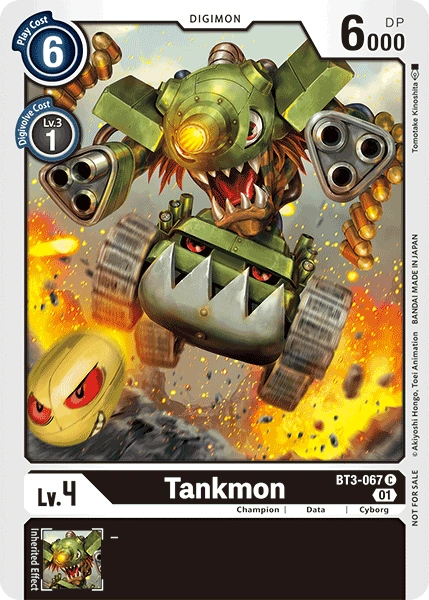 Play Cost
6
DIGIMON
DP
6000
Digivolve Cost
Lv.3
1
Tomotake Kinoshita
©Akiyoshi Hongo, Toei Animation BANDAI MADE IN JAPAN
NOT FOR SALE
Lv.4
Tankmon
BT3-067 C
01
Champion | Data | Cyborg
Inherited Effect
–